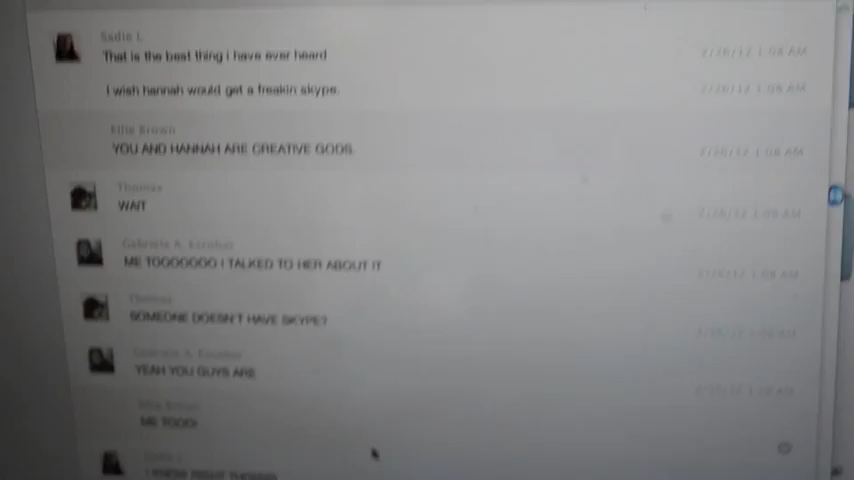 Sadie L
That is the best thing i have ever heard 2/26/12 1:08 AM
I wish hannah would get a freakin skype. 2/26/12 1:08 AM
Ellie Brown
YOU AND HANNAH ARE CREATIVE GODS. 2/26/12 1:08 AM
Thomas
WAIT 2/26/12 1:08 AM
Gabriela A. Escobar
ME TOOOOOOO I TALKED TO HER ABOUT IT 2/26/12 1:08 AM
Thomas
SOMEONE DOESN'T HAVE SKYPE?
Gabriela A. Escobar
YEAH YOU GUYS ARE
Ellie Brown
ME TOOO!
Sadie L